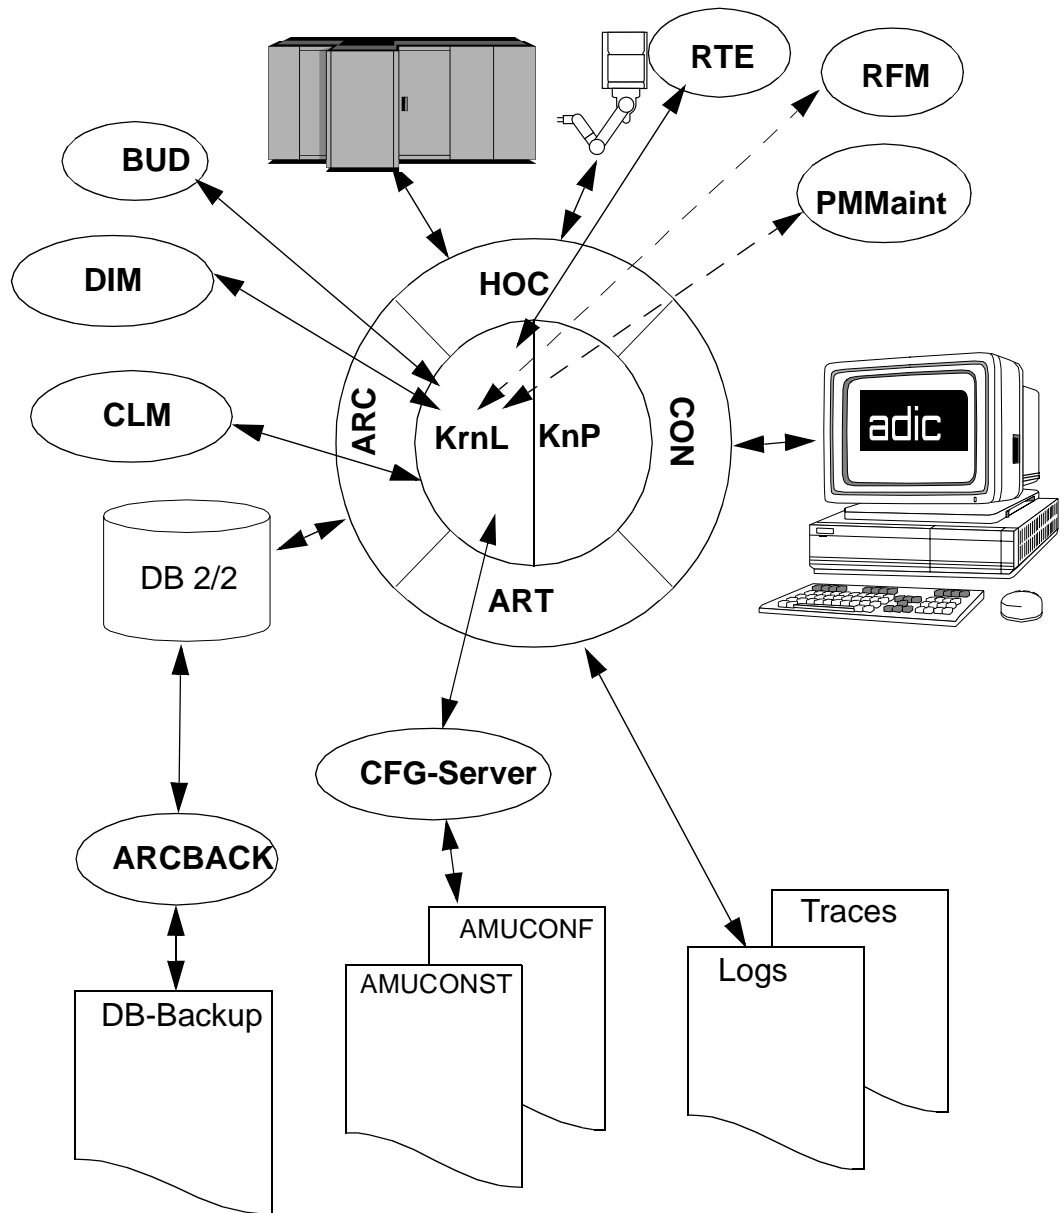 RTE
RFM
BUD
PMMaint
DIM
HOC
CLM
ARC
KrnL
KnP
CON
adic
DB 2/2
ART
CFG-Server
ARCBACK
Traces
AMUCONF
Logs
AMUCONST
DB-Backup